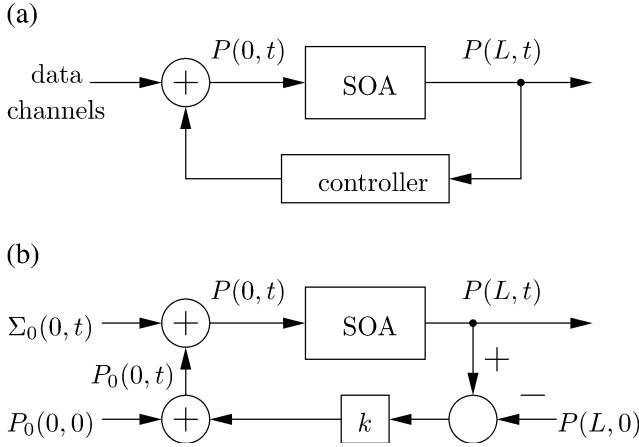 (a)
data channels
+
P(0, t)
SOA
P(L, t)
controller
(b)
Σ₀(0, t)
+
P(0, t)
SOA
P(L, t)
P₀(0, t)
+
−
P₀(0, 0)
+
k
P(L, 0)